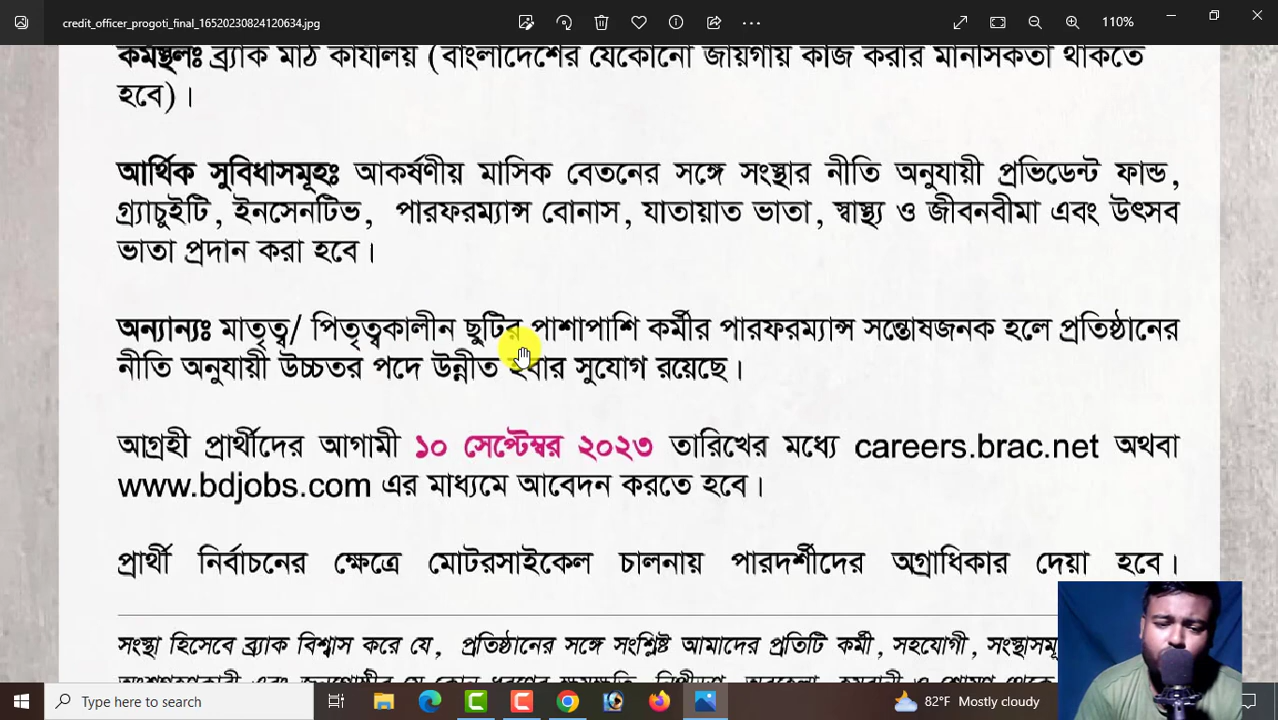 credit_officer_progoti_final_16520230824120634.jpg
110%
কর্মস্থলঃ ব্র্যাক মাঠ কার্যালয় (বাংলাদেশের যেকোনো জায়গায় কাজ করার মানসিকতা থাকতে
হবে)।
আর্থিক সুবিধাসমূহঃ আকর্ষণীয় মাসিক বেতনের সঙ্গে সংস্থার নীতি অনুযায়ী প্রভিডেন্ট ফান্ড,
গ্র্যাচুইটি, ইনসেনটিভ, পারফরম্যান্স বোনাস, যাতায়াত ভাতা, স্বাস্থ্য ও জীবনবীমা এবং উৎসব
ভাতা প্রদান করা হবে।
অন্যান্যঃ মাতৃত্ব/ পিতৃত্বকালীন ছুটির পাশাপাশি কর্মীর পারফরম্যান্স সন্তোষজনক হলে প্রতিষ্ঠানের
নীতি অনুযায়ী উচ্চতর পদে উন্নীত হবার সুযোগ রয়েছে।
আগ্রহী প্রার্থীদের আগামী ১০ সেপ্টেম্বর ২০২৩ তারিখের মধ্যে careers.brac.net অথবা
www.bdjobs.com এর মাধ্যমে আবেদন করতে হবে।
প্রার্থী নির্বাচনের ক্ষেত্রে মোটরসাইকেল চালনায় পারদর্শীদের অগ্রাধিকার দেয়া হবে।
সংস্থা হিসেবে ব্র্যাক বিশ্বাস করে যে, প্রতিষ্ঠানের সঙ্গে সংশ্লিষ্ট আমাদের প্রতিটি কর্মী, সহযোগী,
Type here to search
82°F Mostly cloudy